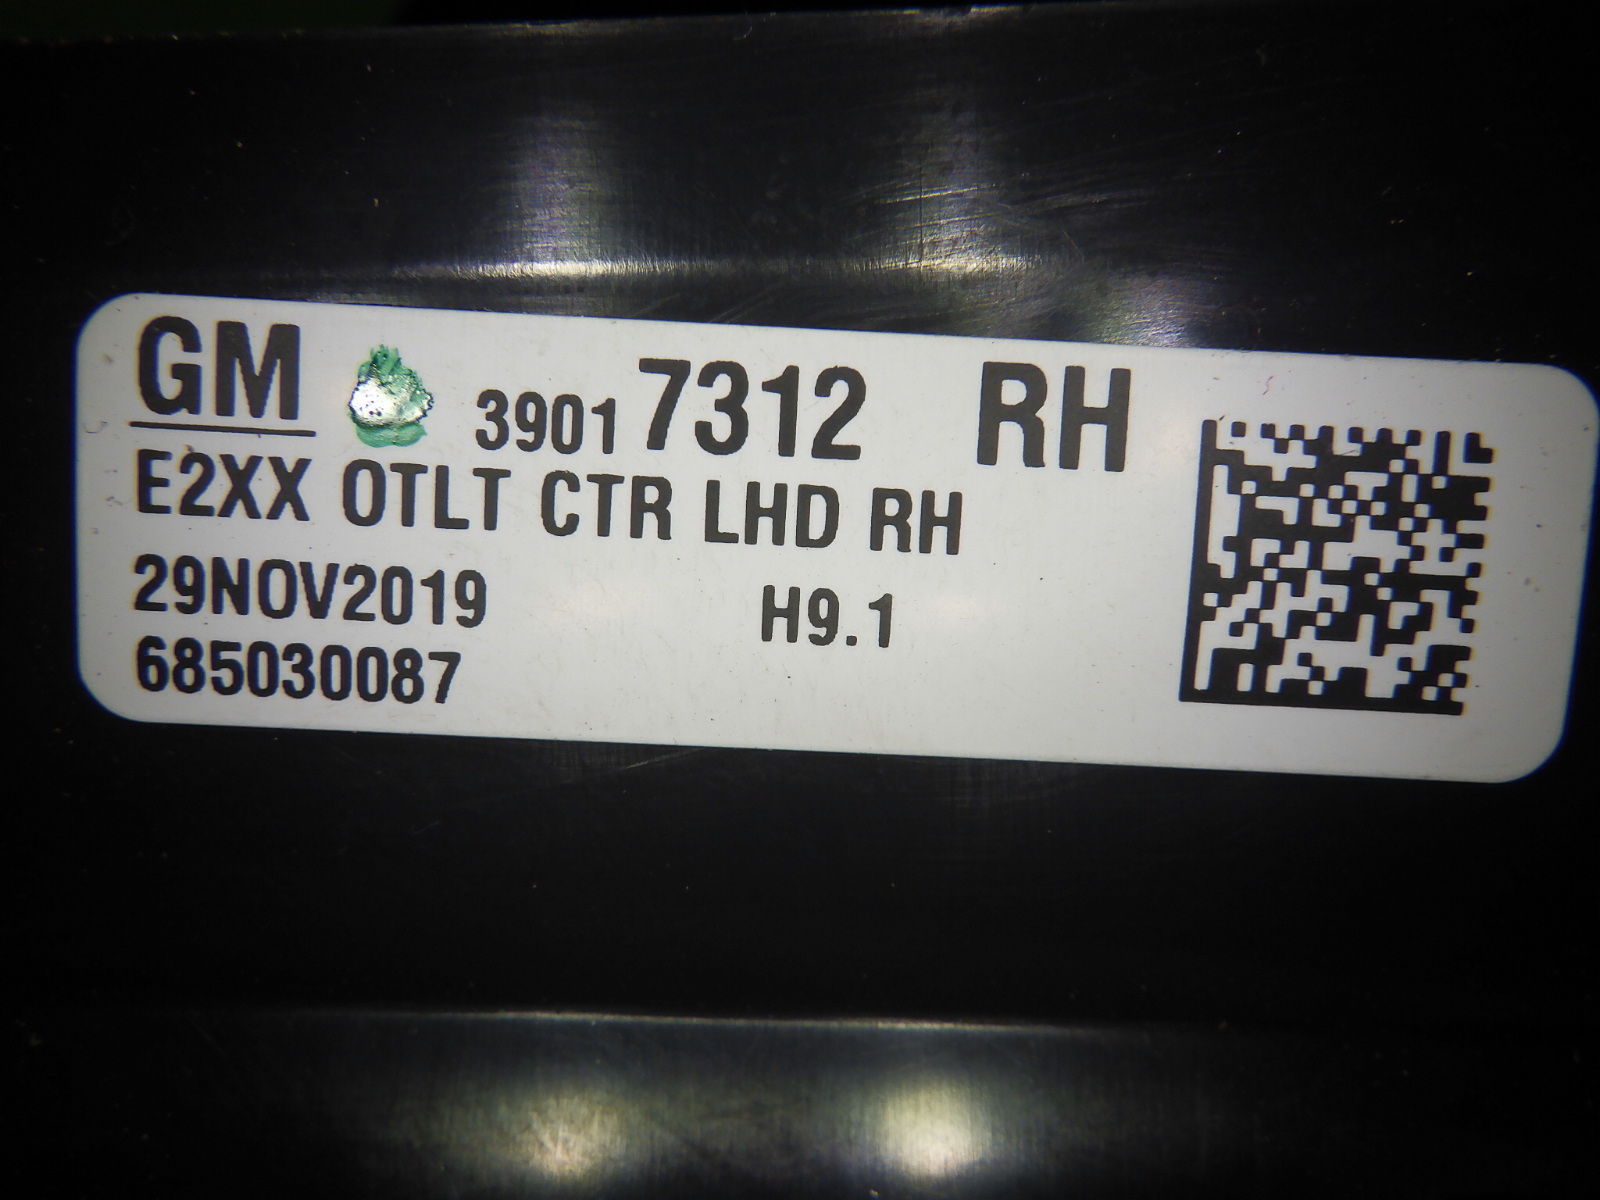 GM 39017312 RH
E2XX OTLT CTR LHD RH
29NOV2019 H9.1
685030087